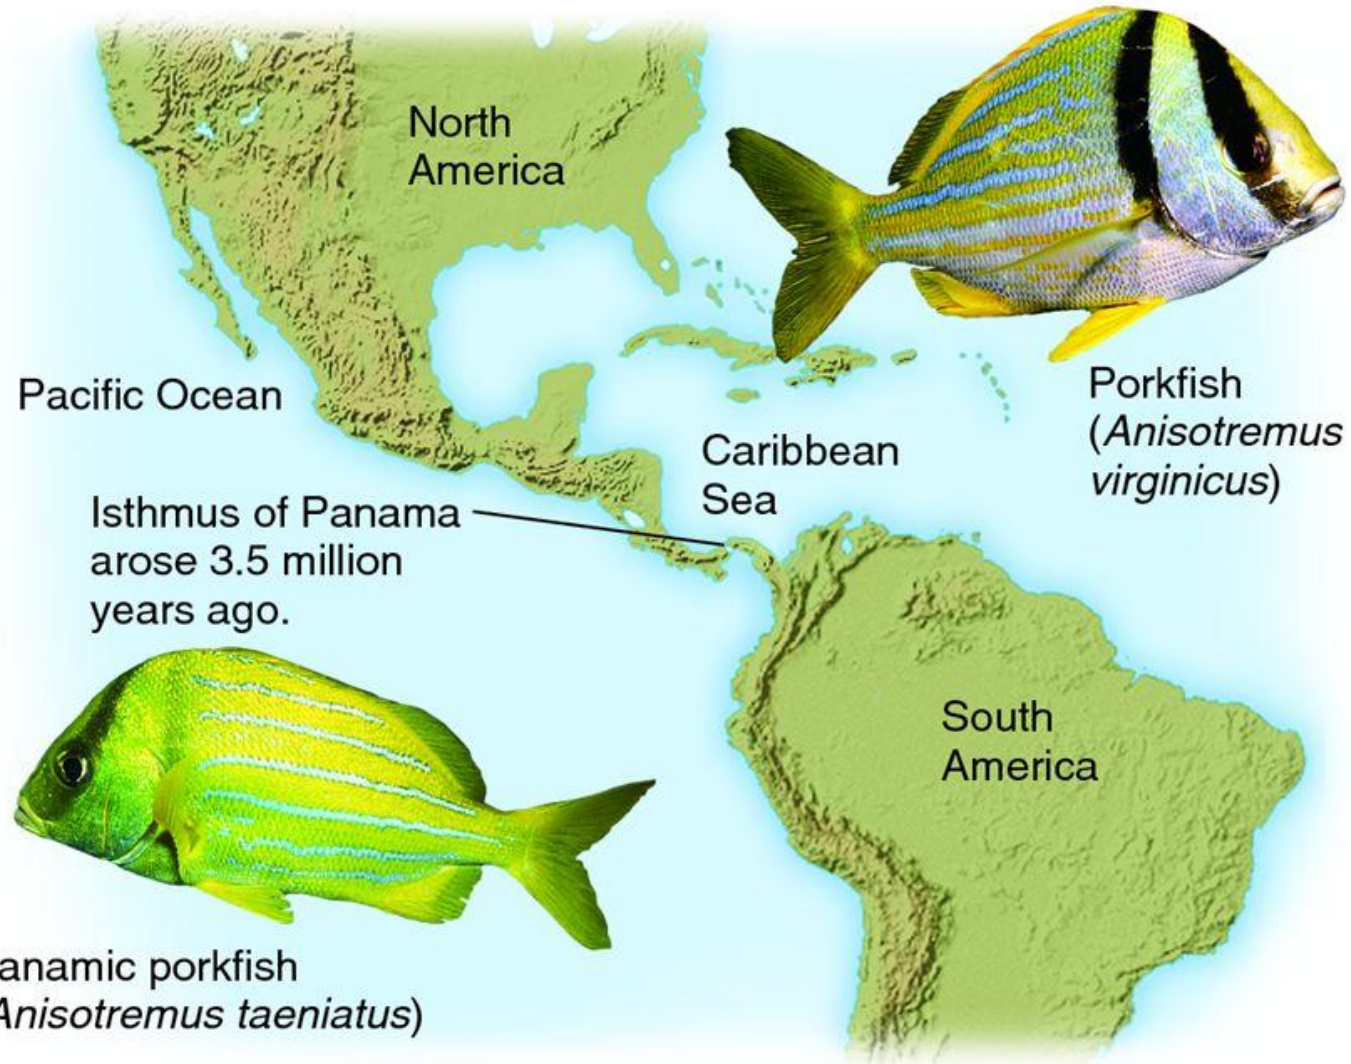 North
America
Pacific Ocean
Porkfish
(Anisotremus
virginicus)
Caribbean
Sea
Isthmus of Panama
arose 3.5 million
years ago.
South
America
anamic porkfish
Anisotremus taeniatus)